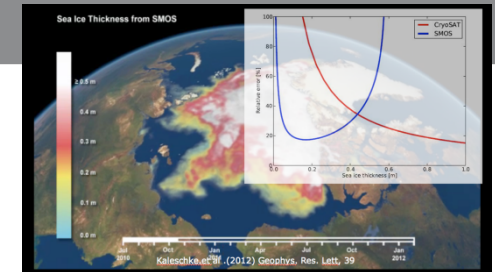 Sea Ice Thickness from SMOS
≥ 0.5 m
0.4 m
0.3 m
0.2 m
0.1 m
0.0 m
100
80
60
40
20
0
Relative error [%]
CryoSAT
SMOS
0.0 0.2 0.4 0.6 0.8 1.0
Sea ice thickness [m]
Jul Oct Jan Apr Jul Oct Jan
2010 2011 2012
Kaleschke.et al .(2012) Geophys. Res. Lett, 39